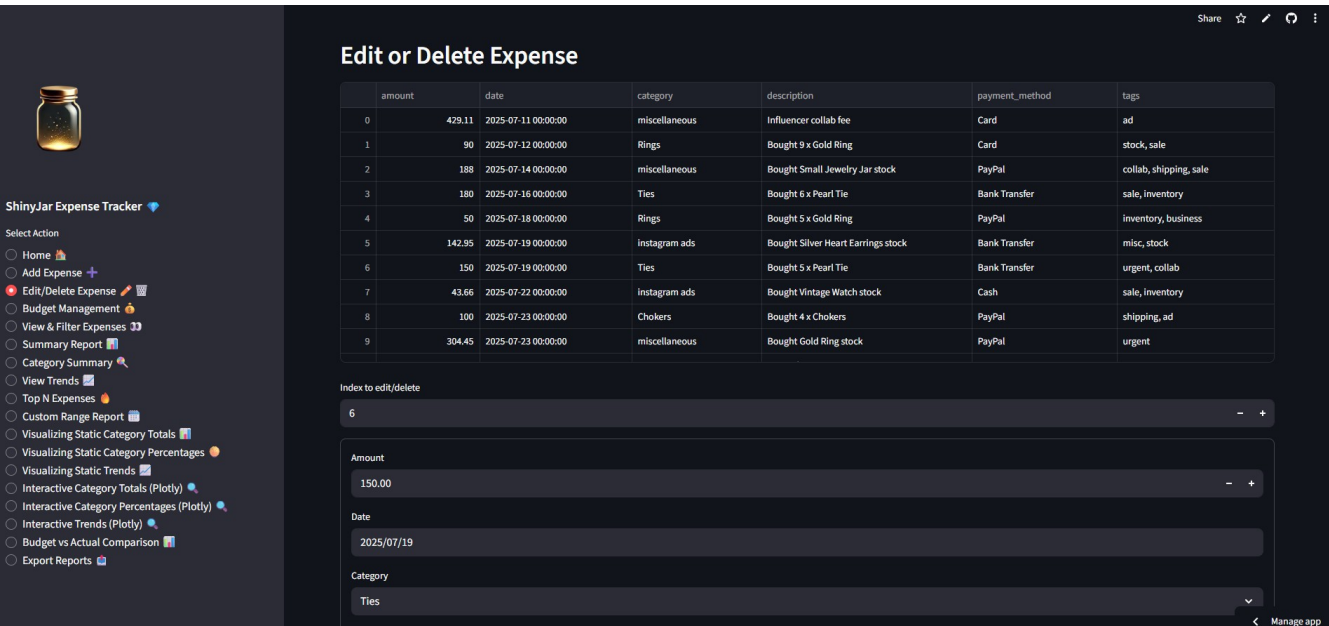 Share
Edit or Delete Expense
amount date category description payment_method tags
0 429.11 2025-07-11 00:00:00 miscellaneous Influencer collab fee Card ad
1 90 2025-07-12 00:00:00 Rings Bought 9 x Gold Ring Card stock, sale
2 188 2025-07-14 00:00:00 miscellaneous Bought Small Jewelry Jar stock PayPal collab, shipping, sale
3 180 2025-07-16 00:00:00 Ties Bought 6 x Pearl Tie Bank Transfer sale, inventory
4 50 2025-07-18 00:00:00 Rings Bought 5 x Gold Ring PayPal inventory, business
5 142.95 2025-07-19 00:00:00 instagram ads Bought Silver Heart Earrings stock Bank Transfer misc, stock
6 150 2025-07-19 00:00:00 Ties Bought 5 x Pearl Tie Bank Transfer urgent, collab
7 43.66 2025-07-22 00:00:00 instagram ads Bought Vintage Watch stock Cash sale, inventory
8 100 2025-07-23 00:00:00 Chokers Bought 4 x Chokers PayPal shipping, ad
9 304.45 2025-07-23 00:00:00 miscellaneous Bought Gold Ring stock PayPal urgent
Index to edit/delete
6
Amount
150.00
Date
2025/07/19
Category
Ties
Manage app
ShinyJar Expense Tracker 💎
Select Action
Home 🏠
Add Expense ➕
Edit/Delete Expense 🖍️ 🗑️
Budget Management 💰
View & Filter Expenses 👀
Summary Report 📊
Category Summary 🔍
View Trends 📈
Top N Expenses 🔥
Custom Range Report 🗓️
Visualizing Static Category Totals 📊
Visualizing Static Category Percentages 🟠
Visualizing Static Trends 📈
Interactive Category Totals (Plotly) 🔍
Interactive Category Percentages (Plotly) 🔍
Interactive Trends (Plotly) 🔍
Budget vs Actual Comparison 📊
Export Reports 📤